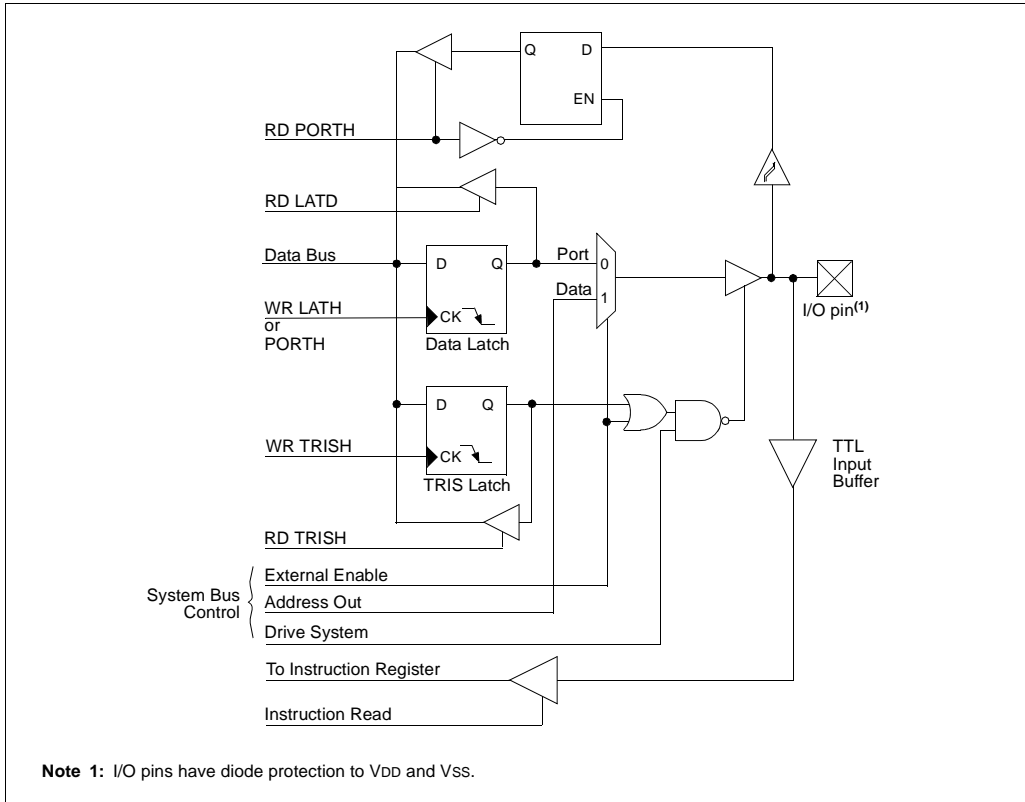 Q D
EN
RD PORTH
RD LATD
Data Bus
D Q
Port
0
Data
1
WR LATH
or
PORTH
CK
Data Latch
I/O pin(1)
D Q
WR TRISH
CK
TRIS Latch
TTL
Input
Buffer
RD TRISH
System Bus
Control
External Enable
Address Out
Drive System
To Instruction Register
Instruction Read
Note 1: I/O pins have diode protection to VDD and VSS.